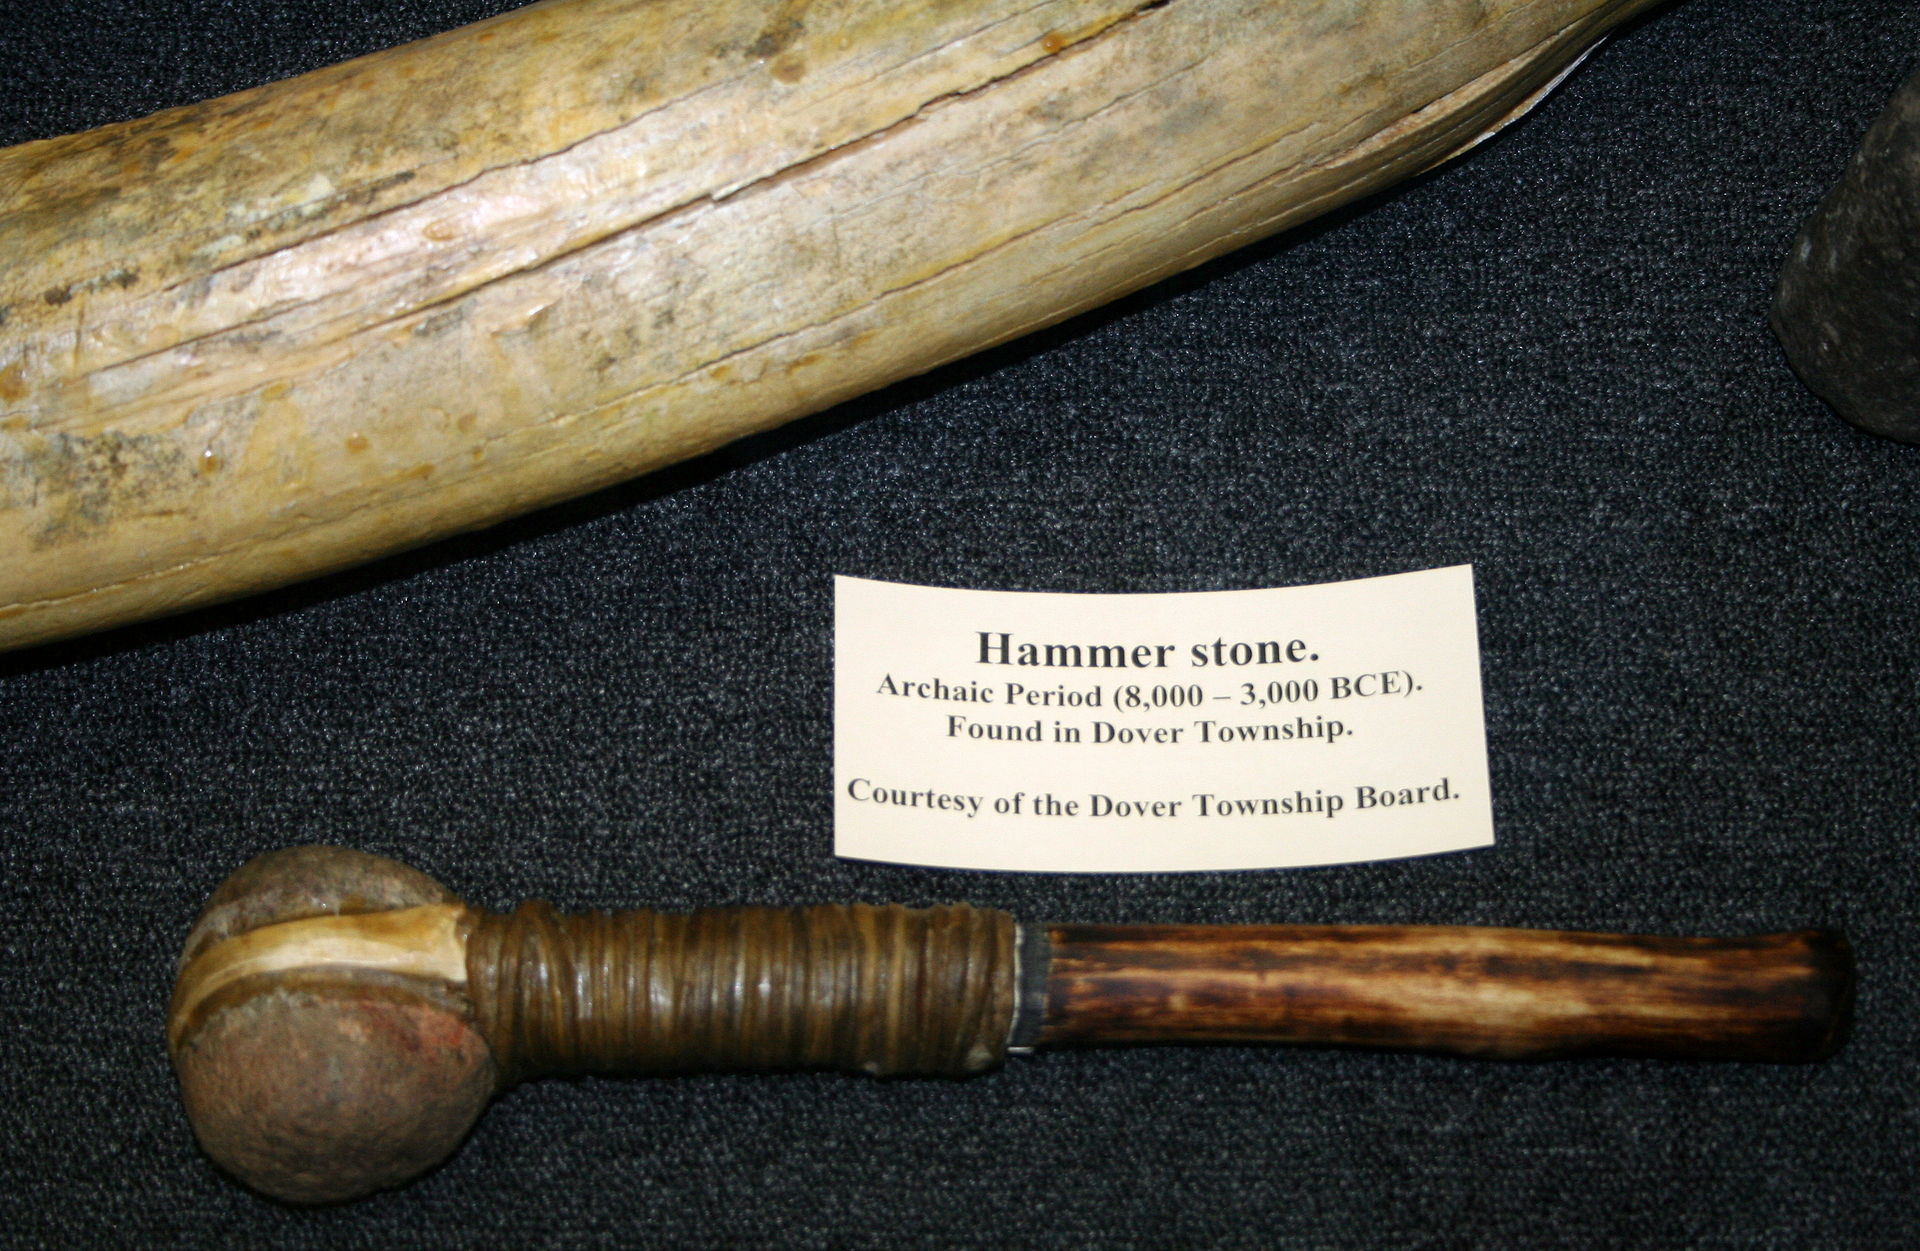 Hammer stone.
Archaic Period (8,000 – 3,000 BCE).
Found in Dover Township.
Courtesy of the Dover Township Board.